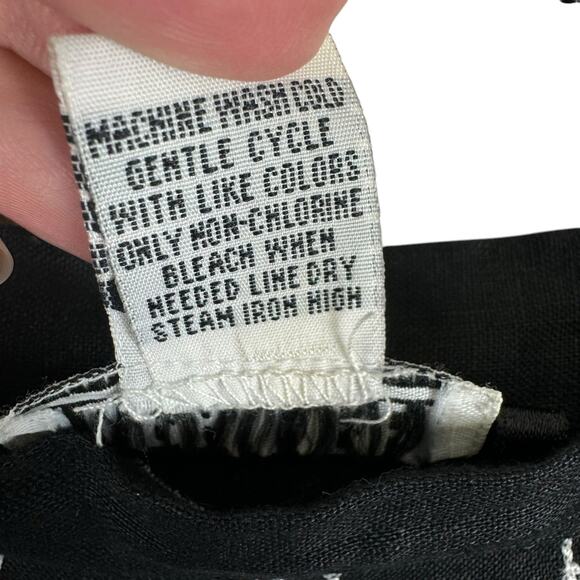 MACHINE WASH COLD
GENTLE CYCLE
WITH LIKE COLORS
ONLY NON-CHLORINE
BLEACH WHEN
NEEDED LINE DRY
STEAM IRON HIGH